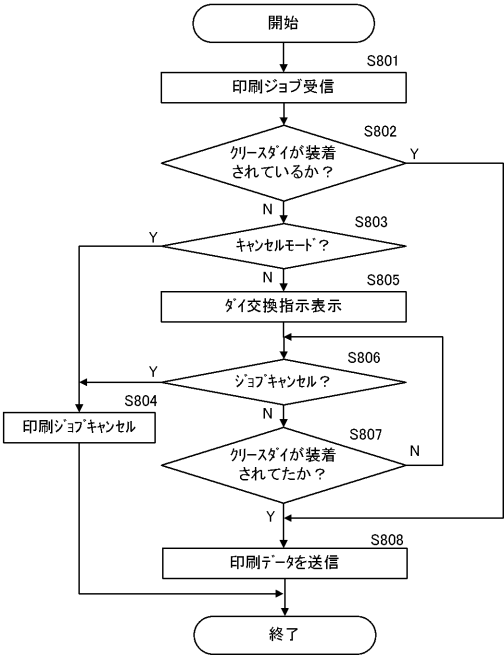 開始
S801
印刷ジョブ受信
S802
クリースダイが装着
されているか？
Y
N
S803
キャンセルモード？
Y
N
S805
ダイ交換指示表示
S806
ジョブキャンセル？
Y
N
S804
印刷ジョブキャンセル
S807
クリースダイが装着
されてたか？
N
Y
S808
印刷データを送信
終了